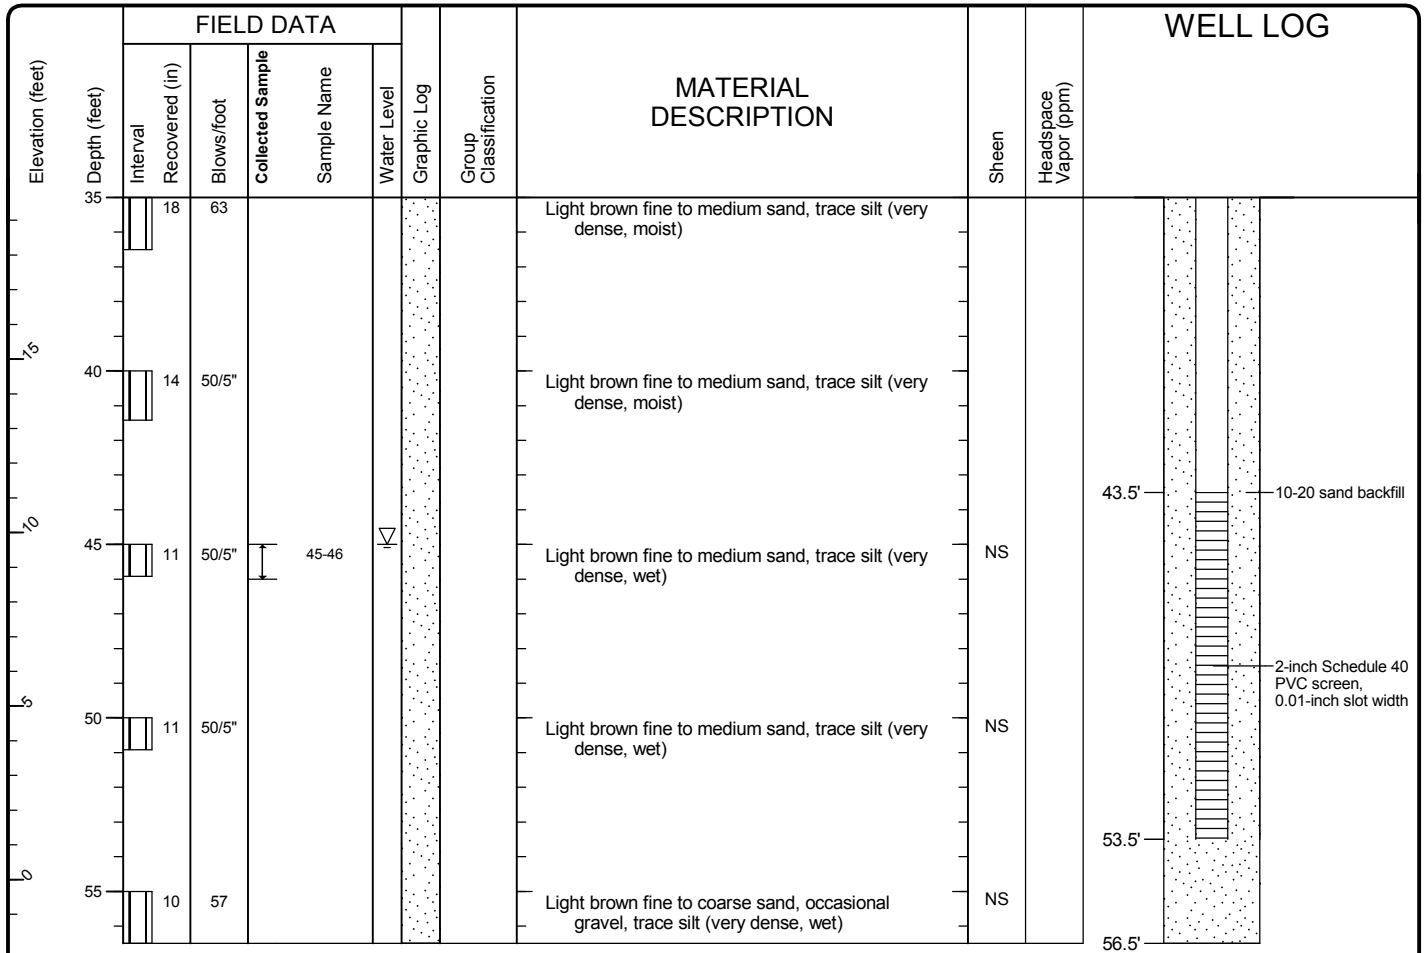 FIELD DATA
WELL LOG
Elevation (feet)
Depth (feet)
Interval
Recovered (in)
Blows/foot
Collected Sample
Sample Name
Water Level
Graphic Log
Group
Classification
MATERIAL
DESCRIPTION
Sheen
Headspace
Vapor (ppm)
35
18
63
Light brown fine to medium sand, trace silt (very
dense, moist)
15
40
14
50/5"
Light brown fine to medium sand, trace silt (very
dense, moist)
43.5'
10-20 sand backfill
10
45
11
50/5"
45-46
Light brown fine to medium sand, trace silt (very
dense, wet)
NS
2-inch Schedule 40
PVC screen,
0.01-inch slot width
5
50
11
50/5"
Light brown fine to medium sand, trace silt (very
dense, wet)
NS
53.5'
0
55
10
57
Light brown fine to coarse sand, occasional
gravel, trace silt (very dense, wet)
NS
56.5'